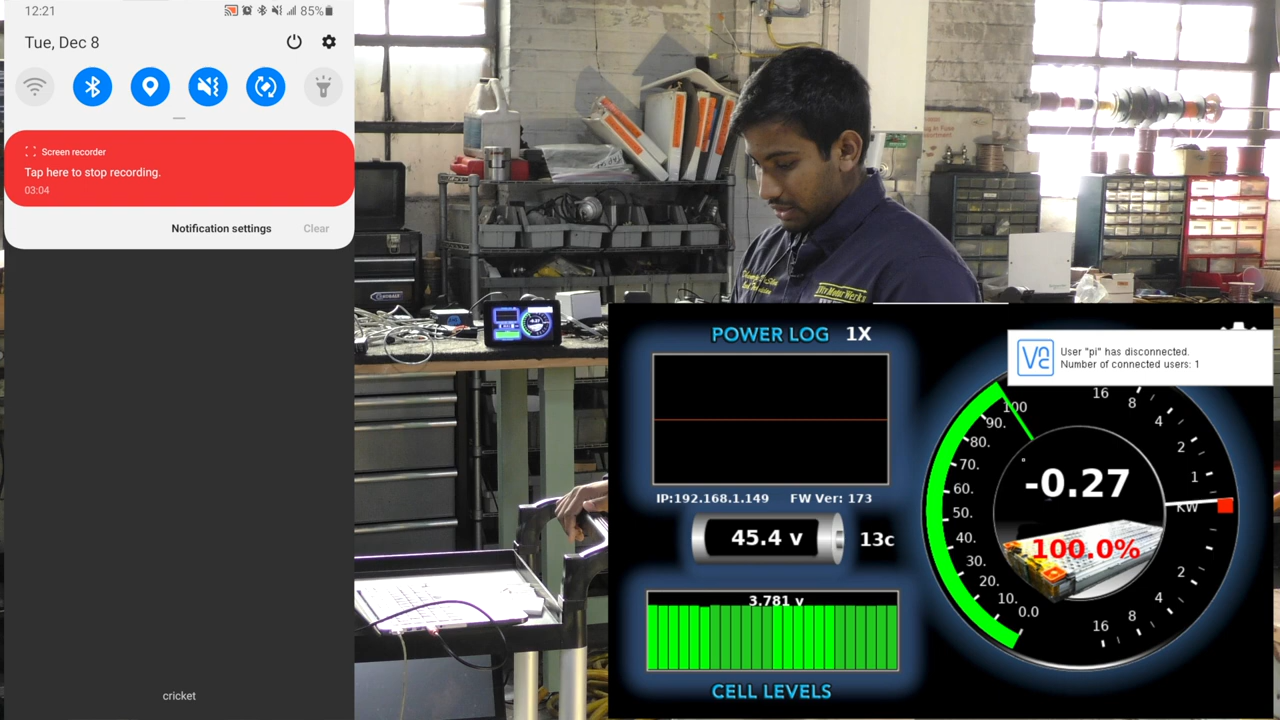 12:21
85%
Tue, Dec 8
Screen recorder
Tap here to stop recording.
03:04
Notification settings
Clear
cricket
POWER LOG 1X
IP:192.168.1.149 FW Ver: 173
45.4 v
13c
3.781 v
CELL LEVELS
VNC
User "pi" has disconnected.
Number of connected users: 1
100
90.
80.
70.
60.
50.
40.
30.
20.
10.
0.0
16
8
4
2
1
KW
2
4
8
16
-0.27
100.0%